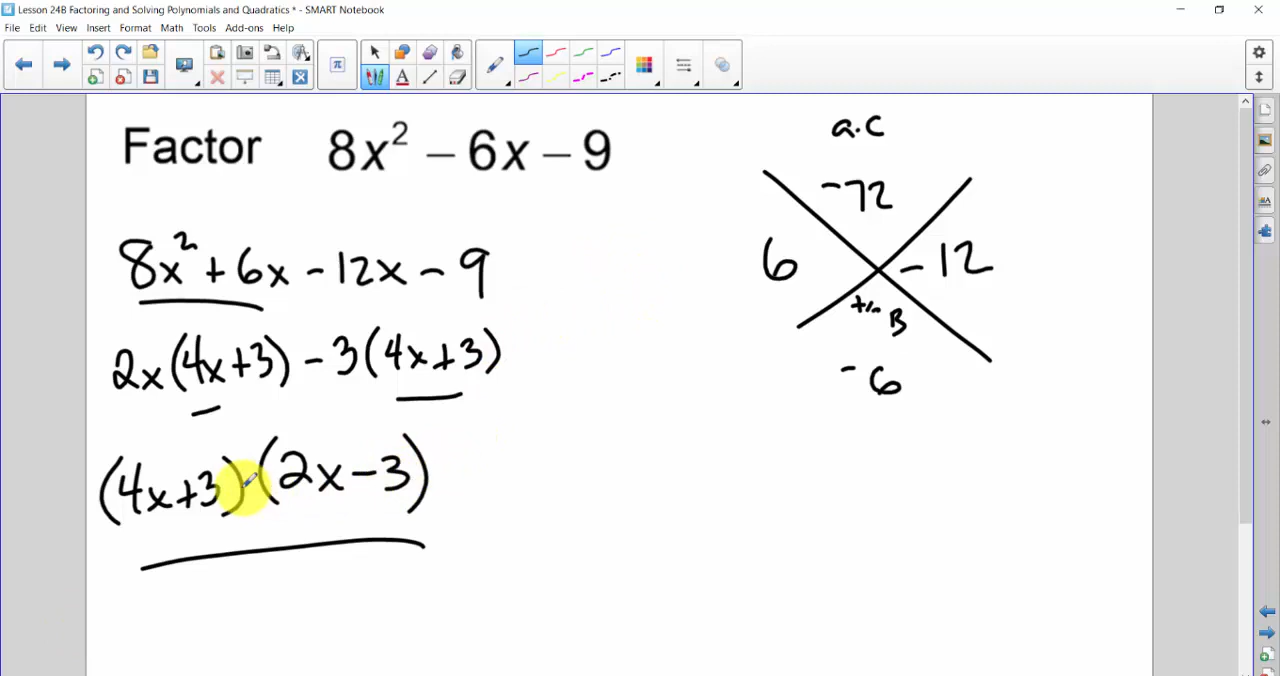 Lesson 24B Factoring and Solving Polynomials and Quadratics * - SMART Notebook
File Edit View Insert Format Math Tools Add-ons Help
Factor 8x² − 6x − 9
8x² + 6x - 12x - 9
2x(4x+3) - 3(4x+3)
(4x+3)·(2x-3)
a·C
-72
6 -12
+/- B
-6